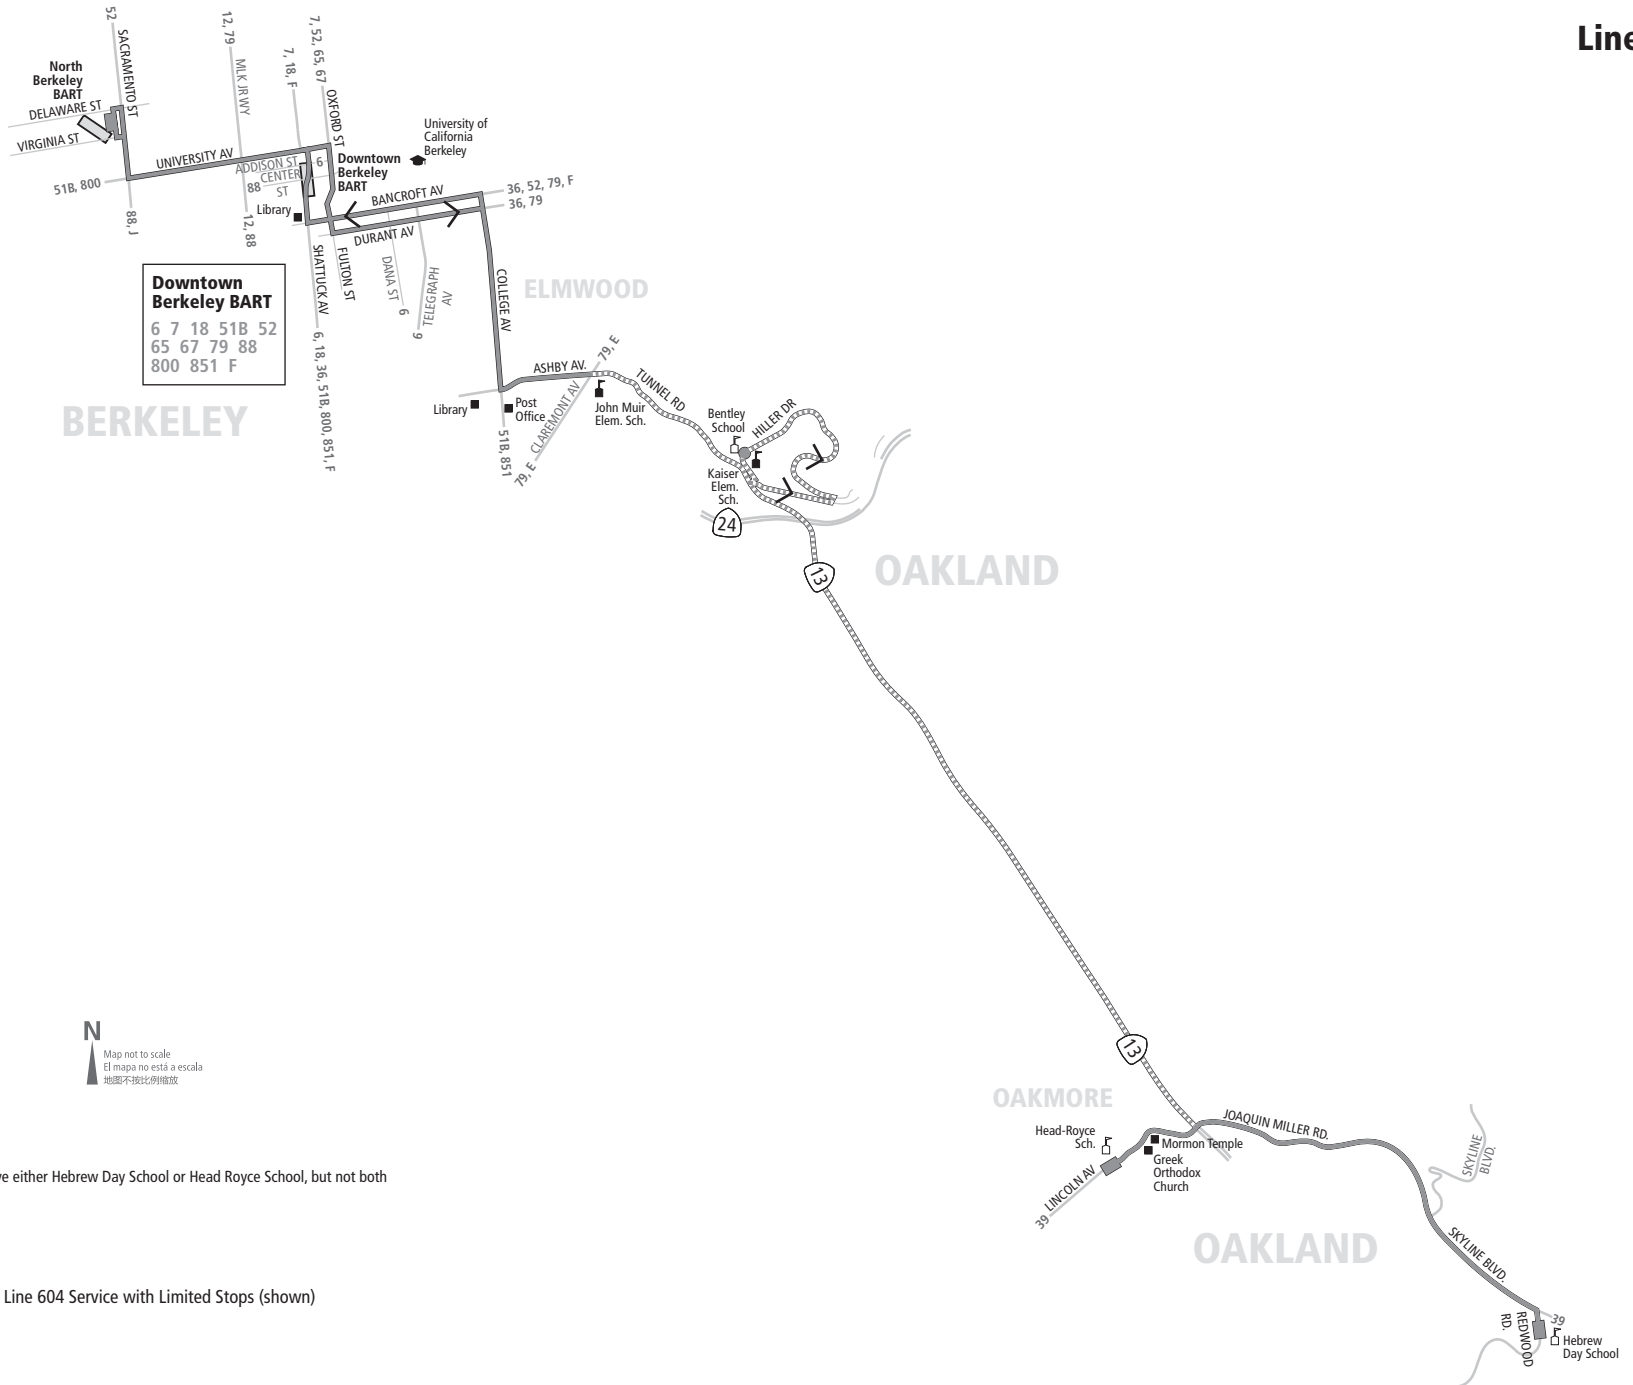 Line
52
SACRAMENTO ST
12, 79
MLK JR WY
7, 18, F
7, 52, 65, 67
OXFORD ST
North
Berkeley
BART
DELAWARE ST
VIRGINIA ST
51B, 800
88, J
UNIVERSITY AV
ADDISON ST
6
CENTER
ST
88
12, 88
Library
Downtown
Berkeley
BART
University of
California
Berkeley
BANCROFT AV
36, 52, 79, F
36, 79
DURANT AV
SHATTUCK AV
FULTON ST
DANA ST
6
TELEGRAPH
AV
6
6, 18, 36, 51B, 800, 851, F
COLLEGE AV
ELMWOOD
Downtown
Berkeley BART
6 7 18 51B 52
65 67 79 88
800 851 F
BERKELEY
ASHBY AV.
79, E
CLAREMONT AV
79, E
Library
Post
Office
51B, 851
John Muir
Elem. Sch.
TUNNEL RD
Bentley
School
HILLER DR
Kaiser
Elem.
Sch.
24
13
OAKLAND
13
N
Map not to scale
El mapa no está a escala
地图不按比例缩放
OAKMORE
Head-Royce
Sch.
Mormon Temple
Greek
Orthodox
Church
LINCOLN AV
39
JOAQUIN MILLER RD.
SKYLINE
BLVD.
OAKLAND
SKYLINE BLVD.
REDWOOD
RD.
39
Hebrew
Day School
ve either Hebrew Day School or Head Royce School, but not both
Line 604 Service with Limited Stops (shown)